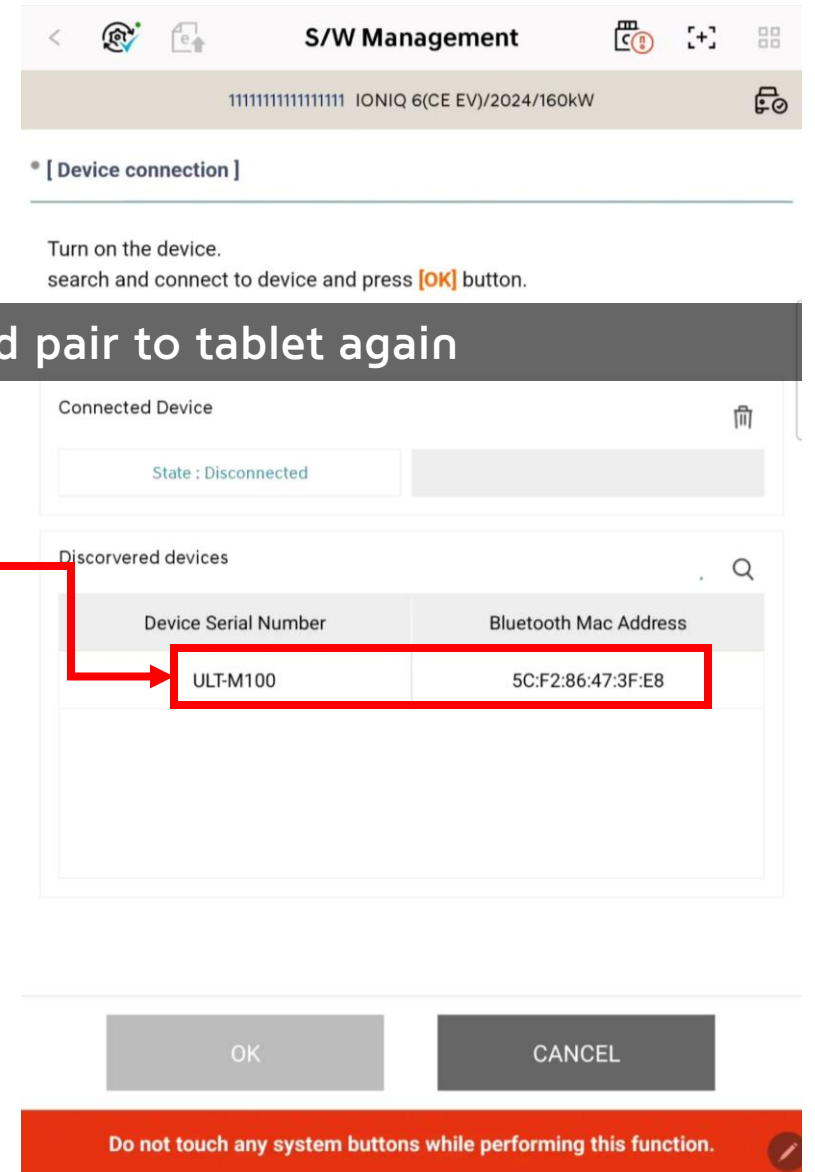 S/W Management
11111111111111111 IONIQ 6(CE EV)/2024/160kW
[ Device connection ]
Turn on the device.
search and connect to device and press [OK] button.
pair to tablet again
Connected Device
State : Disconnected
Discorvered devices
Device Serial Number Bluetooth Mac Address
ULT-M100 5C:F2:86:47:3F:E8
OK CANCEL
Do not touch any system buttons while performing this function.